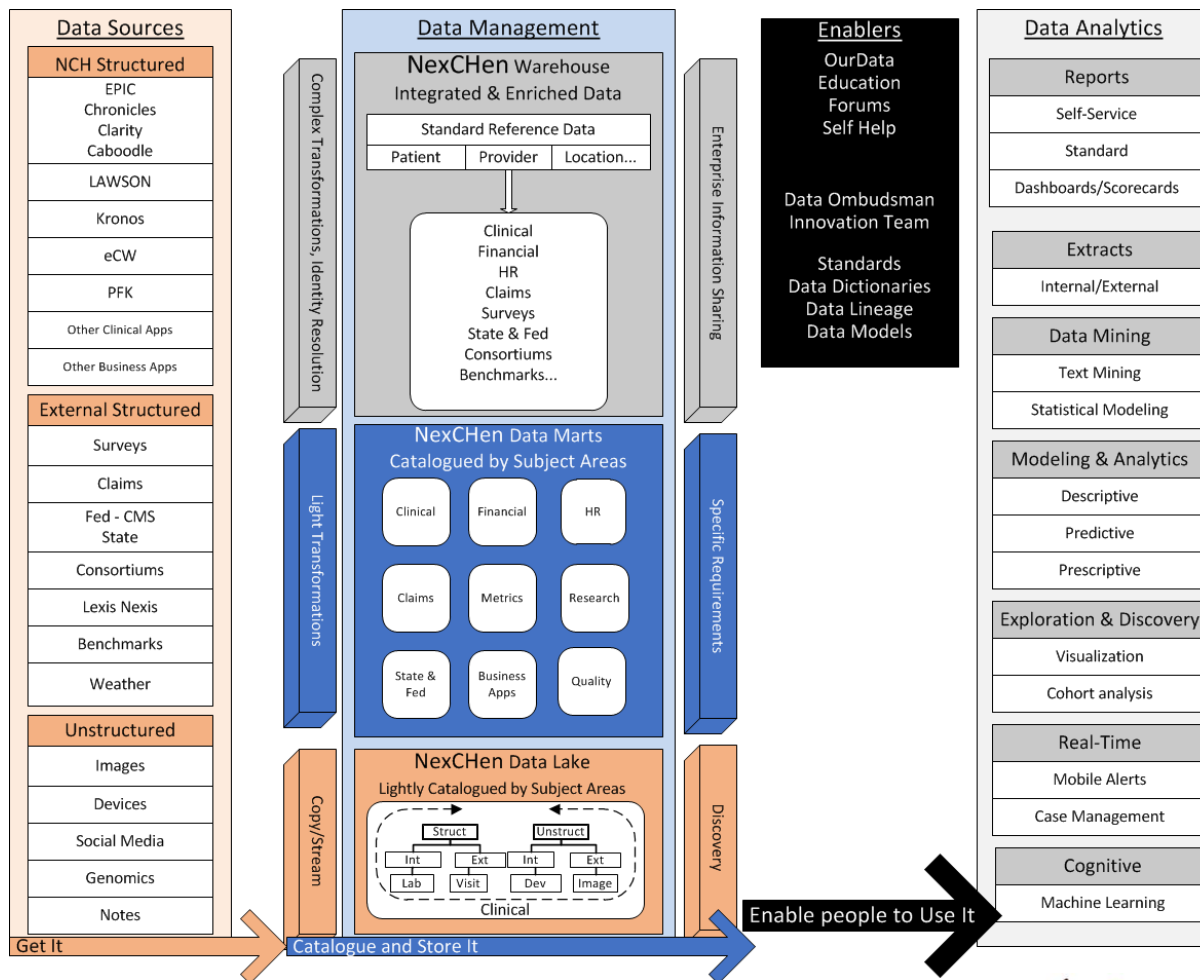 Data Sources
NCH Structured
EPIC
Chronicles
Clarity
Caboodle
LAWSON
Kronos
eCW
PFK
Other Clinical Apps
Other Business Apps
External Structured
Surveys
Claims
Fed - CMS
State
Consortiums
Lexis Nexis
Benchmarks
Weather
Unstructured
Images
Devices
Social Media
Genomics
Notes
Get It
Complex Transformations, Identity Resolution
Light Transformations
Copy/Stream
Data Management
NexCHen Warehouse
Integrated & Enriched Data
Standard Reference Data
Patient
Provider
Location...
Clinical
Financial
HR
Claims
Surveys
State & Fed
Consortiums
Benchmarks...
NexCHen Data Marts
Catalogued by Subject Areas
Clinical
Financial
HR
Claims
Metrics
Research
State &
Fed
Business
Apps
Quality
NexCHen Data Lake
Lightly Catalogued by Subject Areas
Struct
Unstruct
Int
Ext
Int
Ext
Lab
Visit
Dev
Image
Clinical
Catalogue and Store It
Enterprise Information Sharing
Specific Requirements
Discovery
Enablers
OurData
Education
Forums
Self Help
Data Ombudsman
Innovation Team
Standards
Data Dictionaries
Data Lineage
Data Models
Enable people to Use It
Data Analytics
Reports
Self-Service
Standard
Dashboards/Scorecards
Extracts
Internal/External
Data Mining
Text Mining
Statistical Modeling
Modeling & Analytics
Descriptive
Predictive
Prescriptive
Exploration & Discovery
Visualization
Cohort analysis
Real-Time
Mobile Alerts
Case Management
Cognitive
Machine Learning